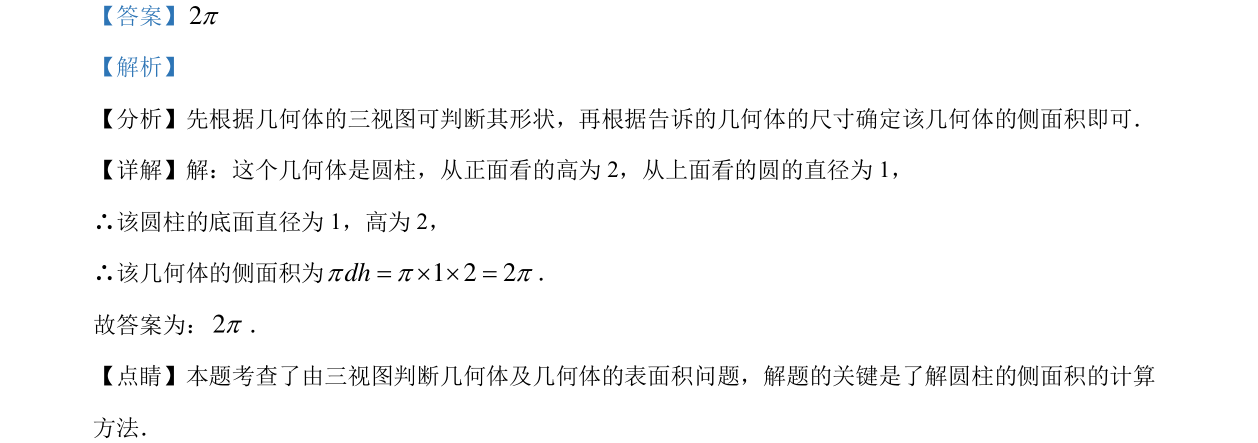 【答案】2π
【解析】
【分析】先根据几何体的三视图可判断其形状，再根据告诉的几何体的尺寸确定该几何体的侧面积即可．
【详解】解：这个几何体是圆柱，从正面看的高为 2，从上面看的圆的直径为 1，
∴该圆柱的底面直径为 1，高为 2，
∴该几何体的侧面积为πdh＝π×1×2＝2π．
故答案为：2π．
【点睛】本题考查了由三视图判断几何体及几何体的表面积问题，解题的关键是了解圆柱的侧面积的计算
方法．